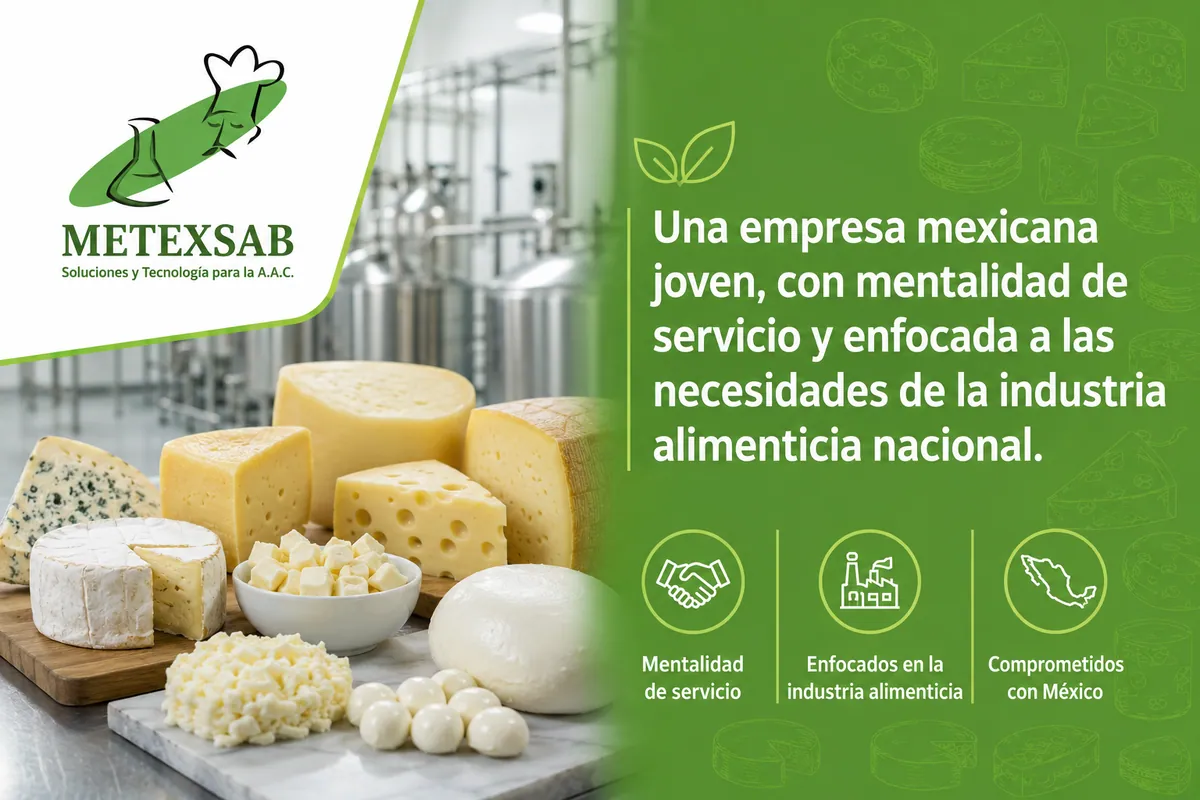 METEXSAB
Soluciones y Tecnología para la A.A.C.
Una empresa mexicana
joven, con mentalidad de
servicio y enfocada a las
necesidades de la industria
alimenticia nacional.
Mentalidad
de servicio
Enfocados en la
industria alimenticia
Comprometidos
con México